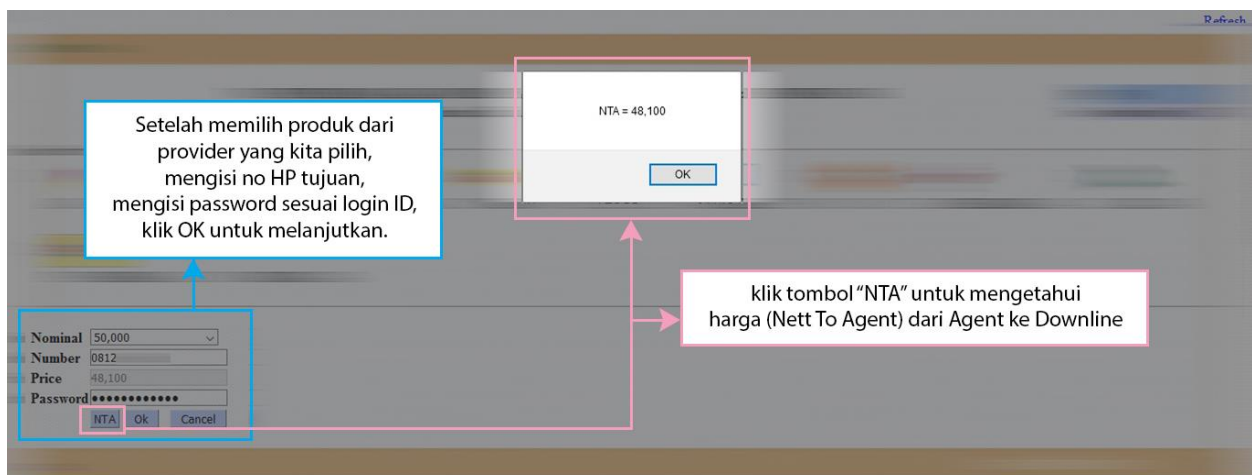 Refresh
NTA = 48,100
OK
Setelah memilih produk dari
provider yang kita pilih,
mengisi no HP tujuan,
mengisi password sesuai login ID,
klik OK untuk melanjutkan.
klik tombol “NTA” untuk mengetahui
harga (Nett To Agent) dari Agent ke Downline
Nominal 50,000
Number 0812
Price 48,100
Password ••••••••••••
NTA Ok Cancel